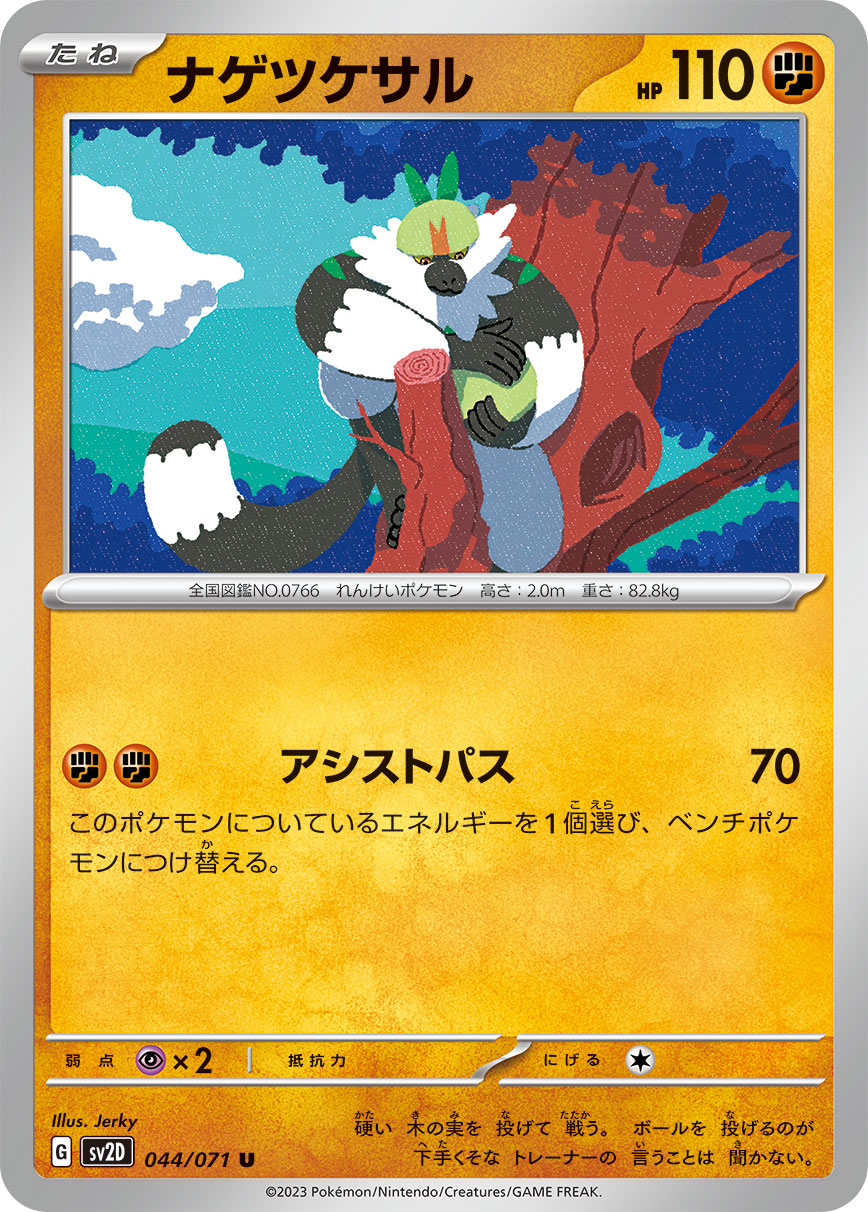 たね
ナゲツケサル
HP 110
全国図鑑NO.0766 れんけいポケモン 高さ：2.0m 重さ：82.8kg
アシストパス 70
このポケモンについているエネルギーを1個選び、ベンチポケ
モンにつけ替える。
弱点 ×2 抵抗力 にげる
Illus. Jerky
硬い 木の実を 投げて 戦う。 ボールを 投げるのが
下手くそな トレーナーの 言うことは 聞かない。
G sv2D 044/071 U
©2023 Pokémon/Nintendo/Creatures/GAME FREAK.